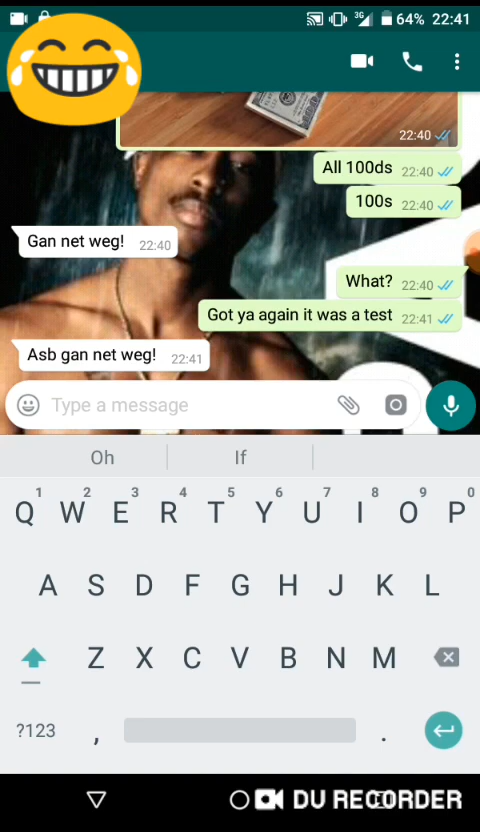 3G 64% 22:41
22:40
All 100ds 22:40
100s 22:40
Gan net weg! 22:40
What? 22:40
Got ya again it was a test 22:41
Asb gan net weg! 22:41
Type a message
Oh If
1 2 3 4 5 6 7 8 9 0
Q W E R T Y U I O P
A S D F G H J K L
Z X C V B N M
?123 , .
DU RECORDER